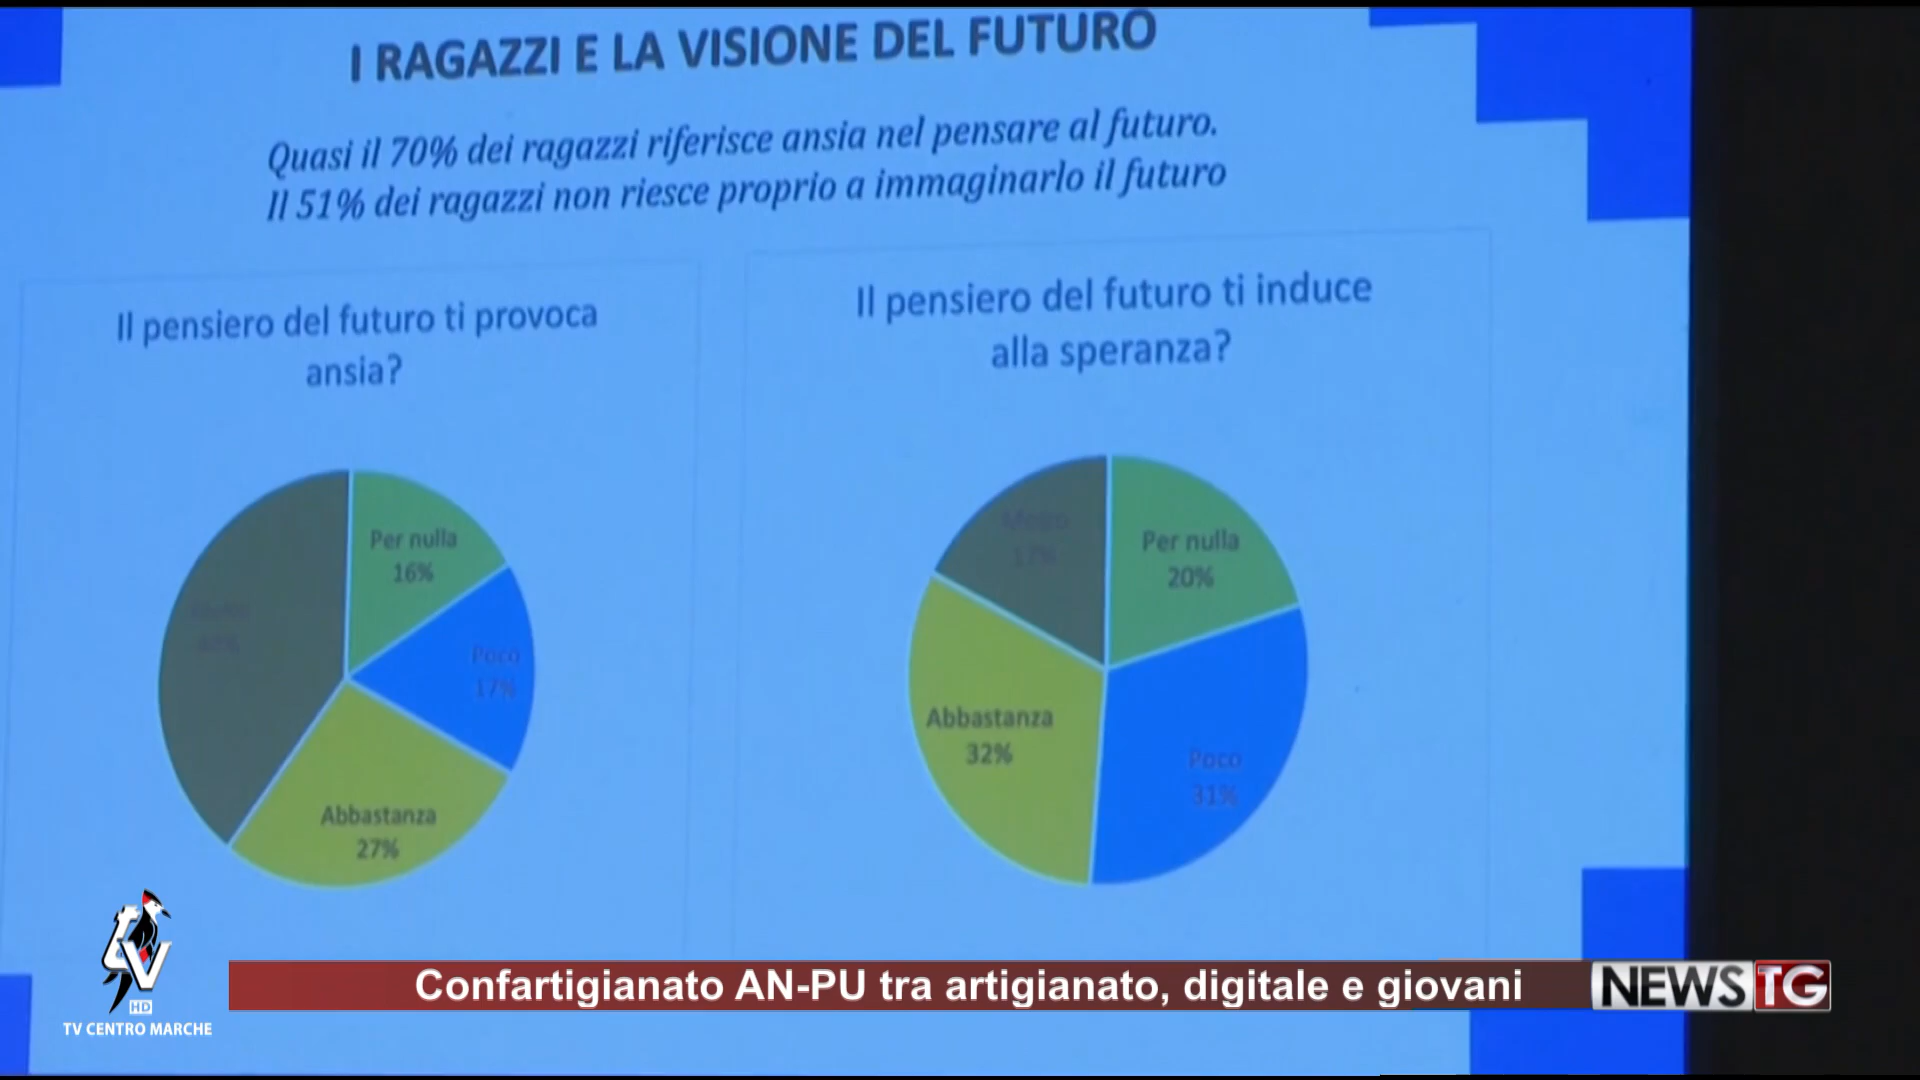 I RAGAZZI E LA VISIONE DEL FUTURO
Quasi il 70% dei ragazzi riferisce ansia nel pensare al futuro.
Il 51% dei ragazzi non riesce proprio a immaginarlo il futuro
Il pensiero del futuro ti provoca
ansia?
Per nulla
16%
Poco
17%
Abbastanza
27%
Il pensiero del futuro ti induce
alla speranza?
Molto
17%
Per nulla
20%
Abbastanza
32%
Poco
31%
tV
HD
TV CENTRO MARCHE
Confartigianato AN-PU tra artigianato, digitale e giovani
NEWS TG